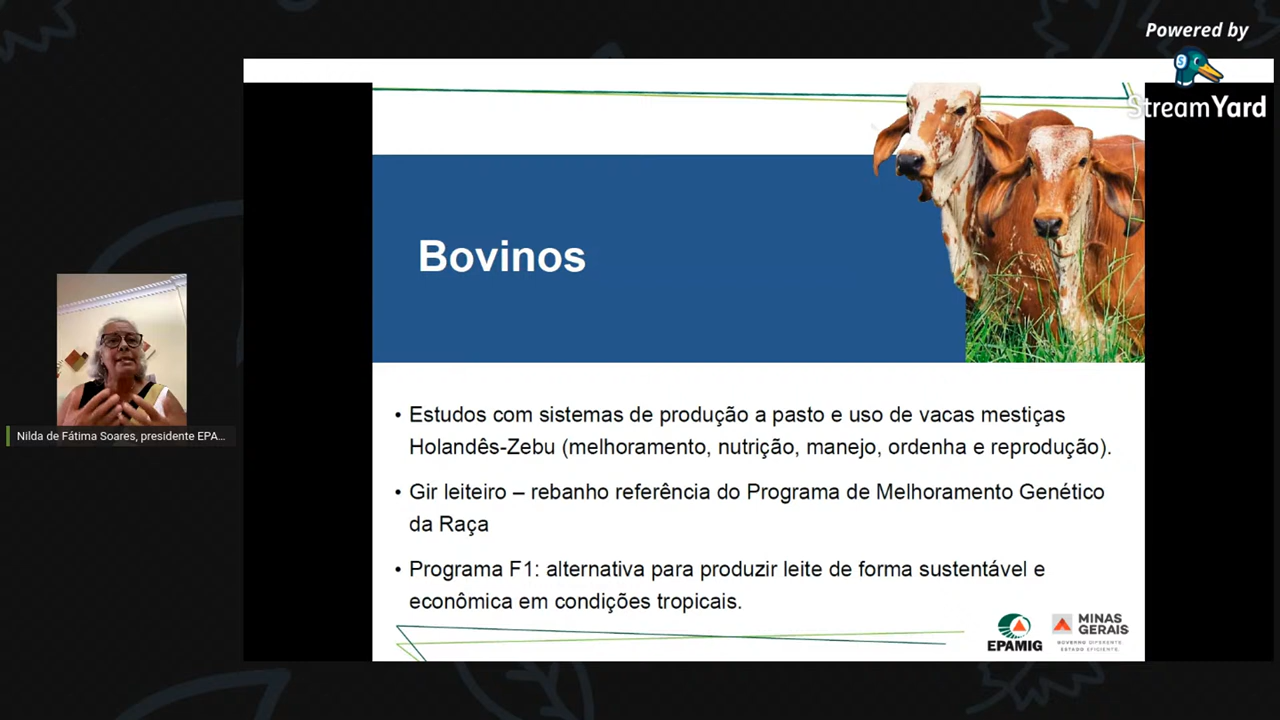 Powered by
StreamYard
Bovinos
Nilda de Fátima Soares, presidente EPA...
• Estudos com sistemas de produção a pasto e uso de vacas mestiças
Holandês-Zebu (melhoramento, nutrição, manejo, ordenha e reprodução).
• Gir leiteiro – rebanho referência do Programa de Melhoramento Genético
da Raça
• Programa F1: alternativa para produzir leite de forma sustentável e
econômica em condições tropicais.
EPAMIG
MINAS
GERAIS
GOVERNO DIFERENTE.
ESTADO EFICIENTE.